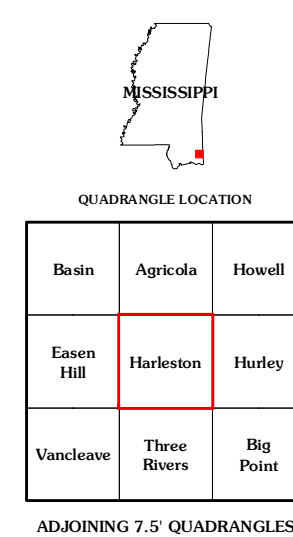 MISSISSIPPI
QUADRANGLE LOCATION
Basin
Agricola
Howell
Easen
Hill
Harleston
Hurley
Vancleave
Three
Rivers
Big
Point
ADJOINING 7.5' QUADRANGLES